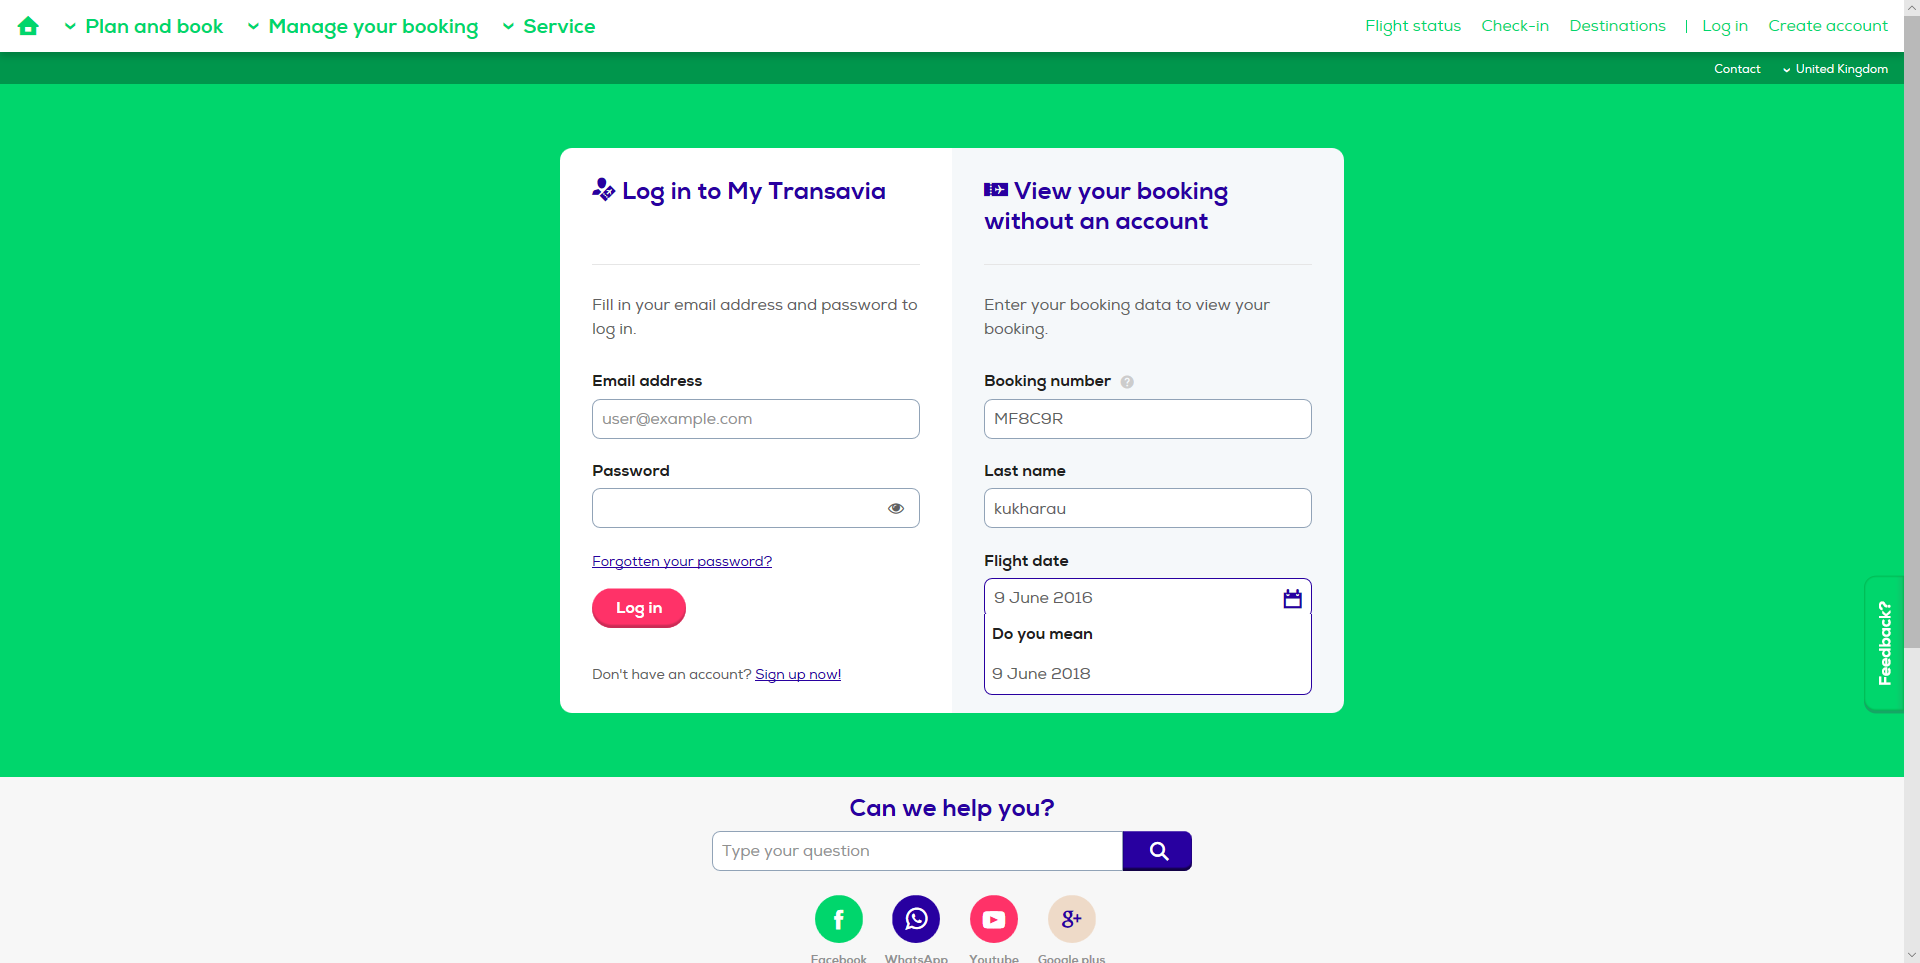 Plan and book
Manage your booking
Service
Flight status
Check-in
Destinations
|
Log in
Create account
Contact
United Kingdom
Log in to My Transavia
Fill in your email address and password to
log in.
Email address
user@example.com
Password
Forgotten your password?
Log in
Don't have an account? Sign up now!
View your booking
without an account
Enter your booking data to view your
booking.
Booking number ?
MF8C9R
Last name
kukharau
Flight date
9 June 2016
Do you mean
9 June 2018
Feedback?
Can we help you?
Type your question
f
g+
Facebook
WhatsApp
Youtube
Google plus